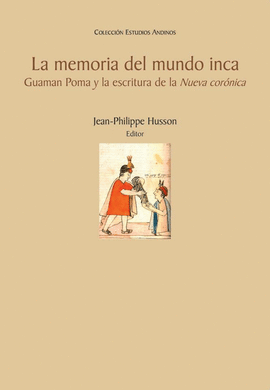 COLECCIÓN ESTUDIOS ANDINOS
La memoria del mundo inca
Guaman Poma y la escritura de la Nueva corónica
Jean-Philippe Husson
Editor